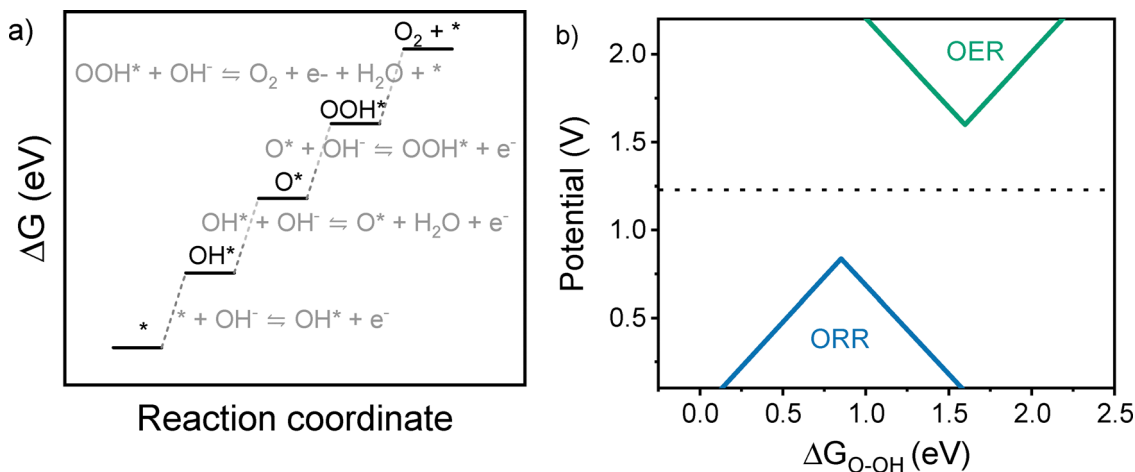 a)
O₂ + *
OOH* + OH⁻ ⇋ O₂ + e- + H₂O + *
OOH*
O* + OH⁻ ⇋ OOH* + e⁻
O*
OH* + OH⁻ ⇋ O* + H₂O + e⁻
OH*
*
* + OH⁻ ⇋ OH* + e⁻
ΔG (eV)
Reaction coordinate
b)
OER
ORR
Potential (V)
2.0
1.5
1.0
0.5
0.0 0.5 1.0 1.5 2.0 2.5
ΔG_O-OH (eV)